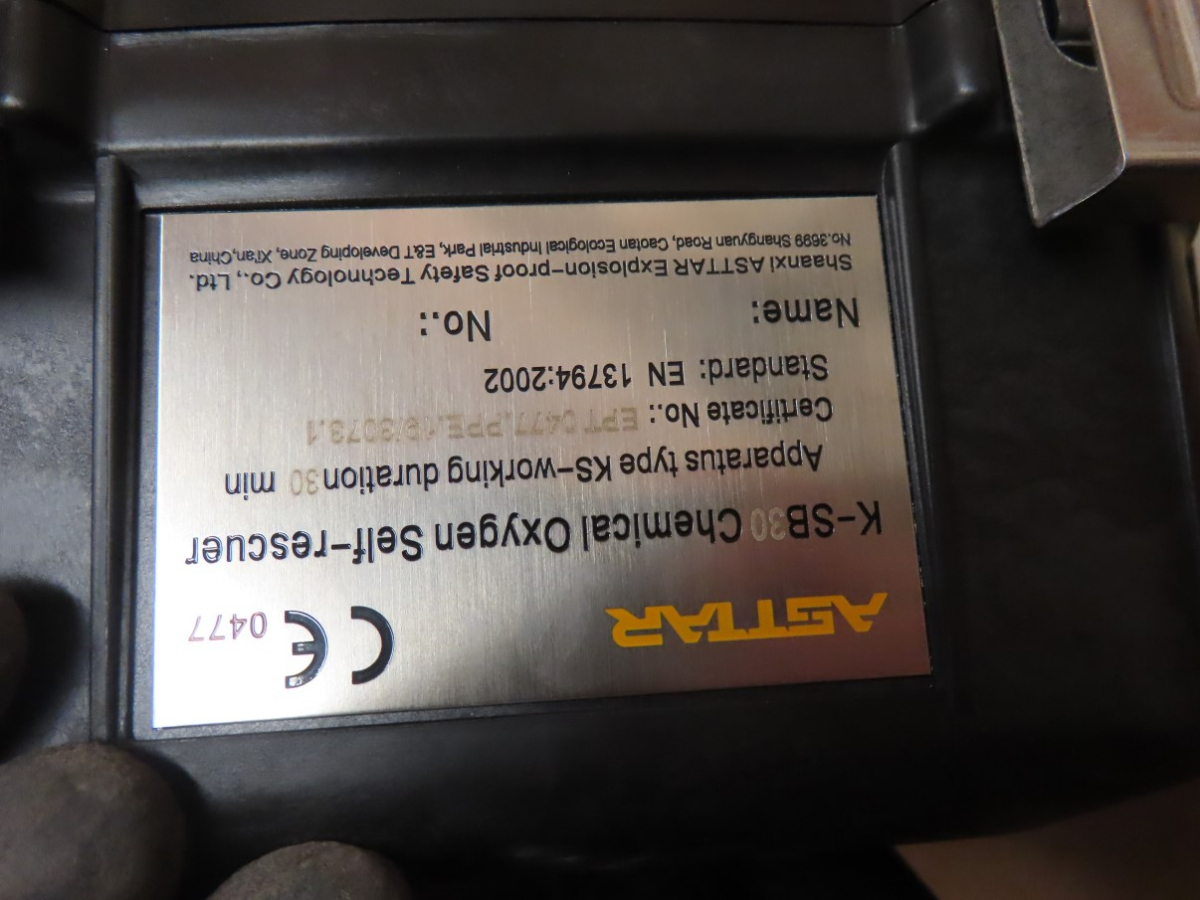 ASTTAR
CE 0477
K-SB30 Chemical Oxygen Self-rescuer
Apparatus type KS-working duration 30 min
Certificate No.: EPT 0477.PPE.19/3073.1
Standard: EN 13794:2002
Name: No.:
Shaanxi ASTTAR Explosion-proof Safety Technology Co., Ltd.
No.3699 Shangyuan Road, Caotan Ecological Industrial Park, E&T Developing Zone, Xi'an,China